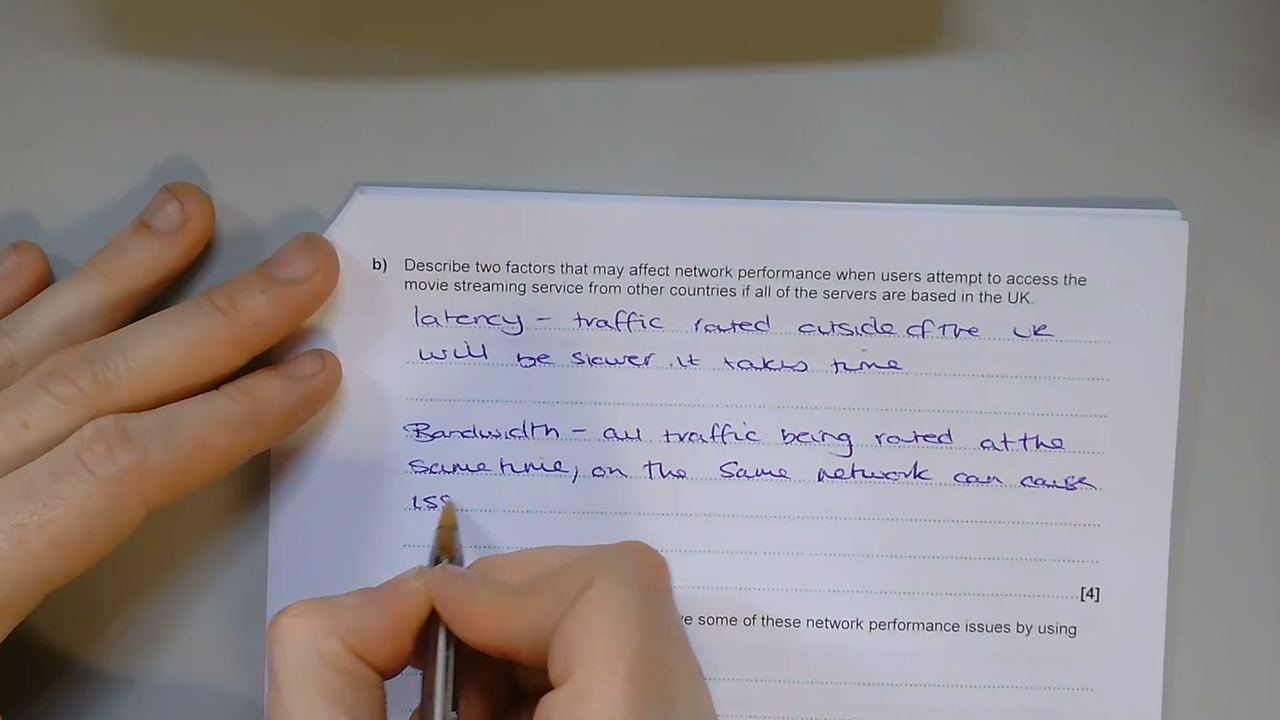 b) Describe two factors that may affect network performance when users attempt to access the
movie streaming service from other countries if all of the servers are based in the UK.
latency - traffic routed outside of the UK
will be slower it takes time
Bandwidth - all traffic being routed at the
same time, on the same network can cause
iss
[4]
some of these network performance issues by using